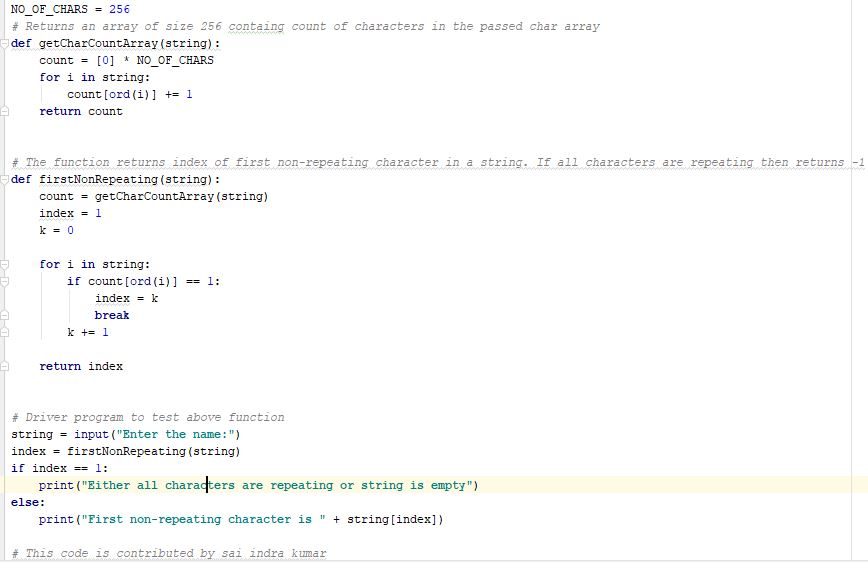 NO_OF_CHARS = 256
# Returns an array of size 256 containg count of characters in the passed char array
def getCharCountArray(string):
    count = [0] * NO_OF_CHARS
    for i in string:
        count[ord(i)] += 1
    return count
# The function returns index of first non-repeating character in a string. If all characters are repeating then returns -1
def firstNonRepeating(string):
    count = getCharCountArray(string)
    index = 1
    k = 0
    for i in string:
        if count[ord(i)] == 1:
            index = k
            break
        k += 1
    return index
# Driver program to test above function
string = input("Enter the name:")
index = firstNonRepeating(string)
if index == 1:
    print("Either all characters are repeating or string is empty")
else:
    print("First non-repeating character is " + string[index])
# This code is contributed by sai indra kumar